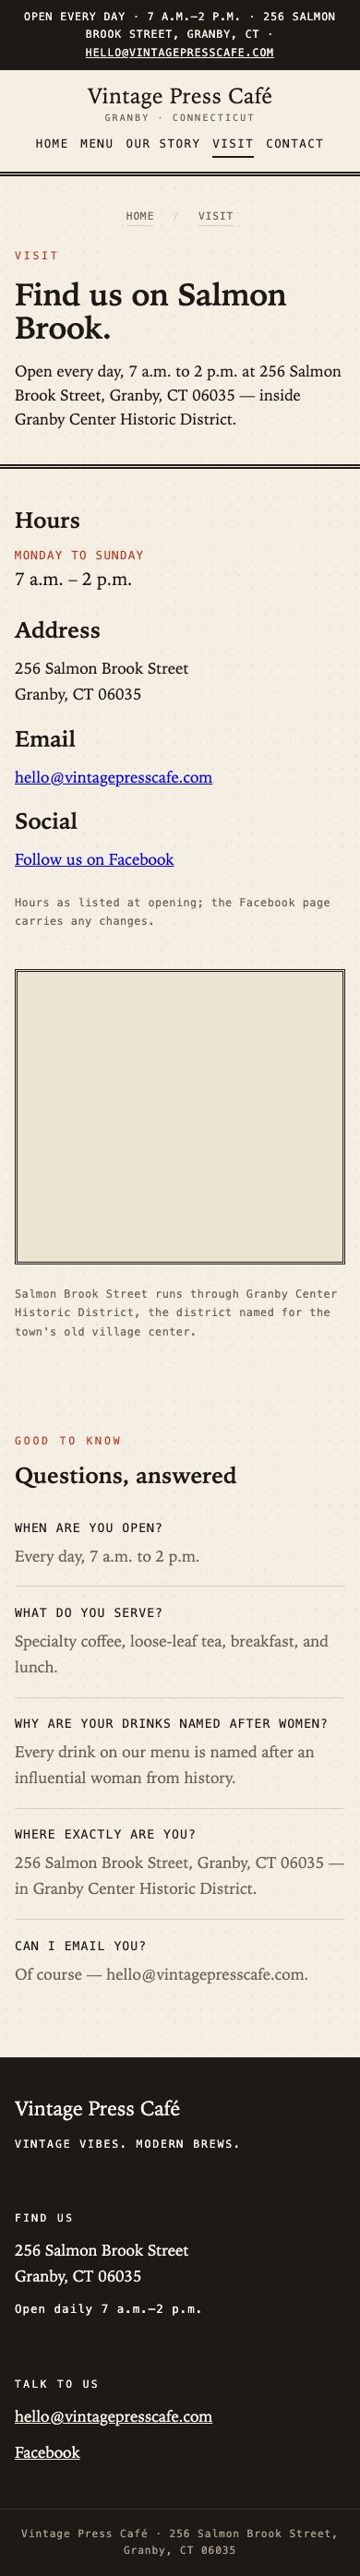 OPEN EVERY DAY · 7 A.M.–2 P.M. · 256 SALMON
BROOK STREET, GRANBY, CT ·
HELLO@VINTAGEPRESSCAFE.COM
Vintage Press Café
GRANBY · CONNECTICUT
HOME MENU OUR STORY VISIT CONTACT
HOME / VISIT
VISIT
Find us on Salmon
Brook.
Open every day, 7 a.m. to 2 p.m. at 256 Salmon
Brook Street, Granby, CT 06035 — inside
Granby Center Historic District.
Hours
MONDAY TO SUNDAY
7 a.m. – 2 p.m.
Address
256 Salmon Brook Street
Granby, CT 06035
Email
hello@vintagepresscafe.com
Social
Follow us on Facebook
Hours as listed at opening; the Facebook page
carries any changes.
Salmon Brook Street runs through Granby Center
Historic District, the district named for the
town's old village center.
GOOD TO KNOW
Questions, answered
WHEN ARE YOU OPEN?
Every day, 7 a.m. to 2 p.m.
WHAT DO YOU SERVE?
Specialty coffee, loose-leaf tea, breakfast, and
lunch.
WHY ARE YOUR DRINKS NAMED AFTER WOMEN?
Every drink on our menu is named after an
influential woman from history.
WHERE EXACTLY ARE YOU?
256 Salmon Brook Street, Granby, CT 06035 —
in Granby Center Historic District.
CAN I EMAIL YOU?
Of course — hello@vintagepresscafe.com.
Vintage Press Café
VINTAGE VIBES. MODERN BREWS.
FIND US
256 Salmon Brook Street
Granby, CT 06035
Open daily 7 a.m.–2 p.m.
TALK TO US
hello@vintagepresscafe.com
Facebook
Vintage Press Café · 256 Salmon Brook Street,
Granby, CT 06035